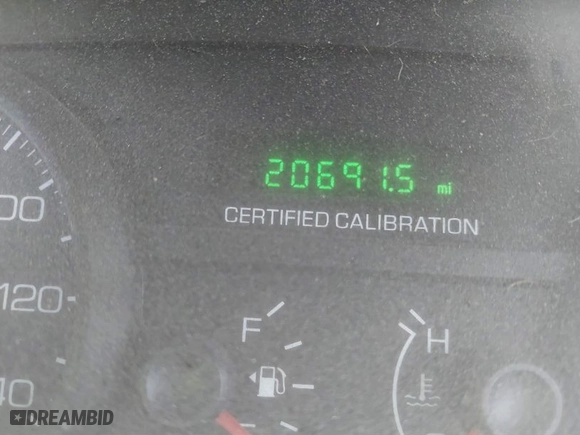 20691.5 mi
CERTIFIED CALIBRATION
00
120
F
H
40
DREAMBID